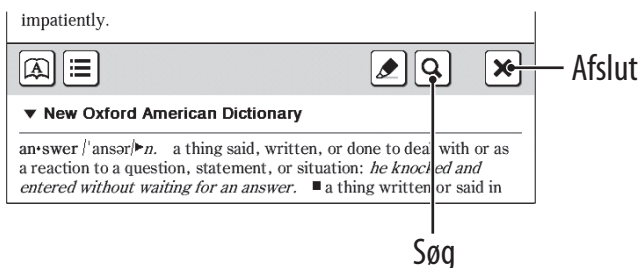 impatiently.
A
Afslut
▼ New Oxford American Dictionary
an•swer /ˈansər/▶n. a thing said, written, or done to deal with or as
a reaction to a question, statement, or situation: he knocked and
entered without waiting for an answer. ■ a thing written or said in
Søg